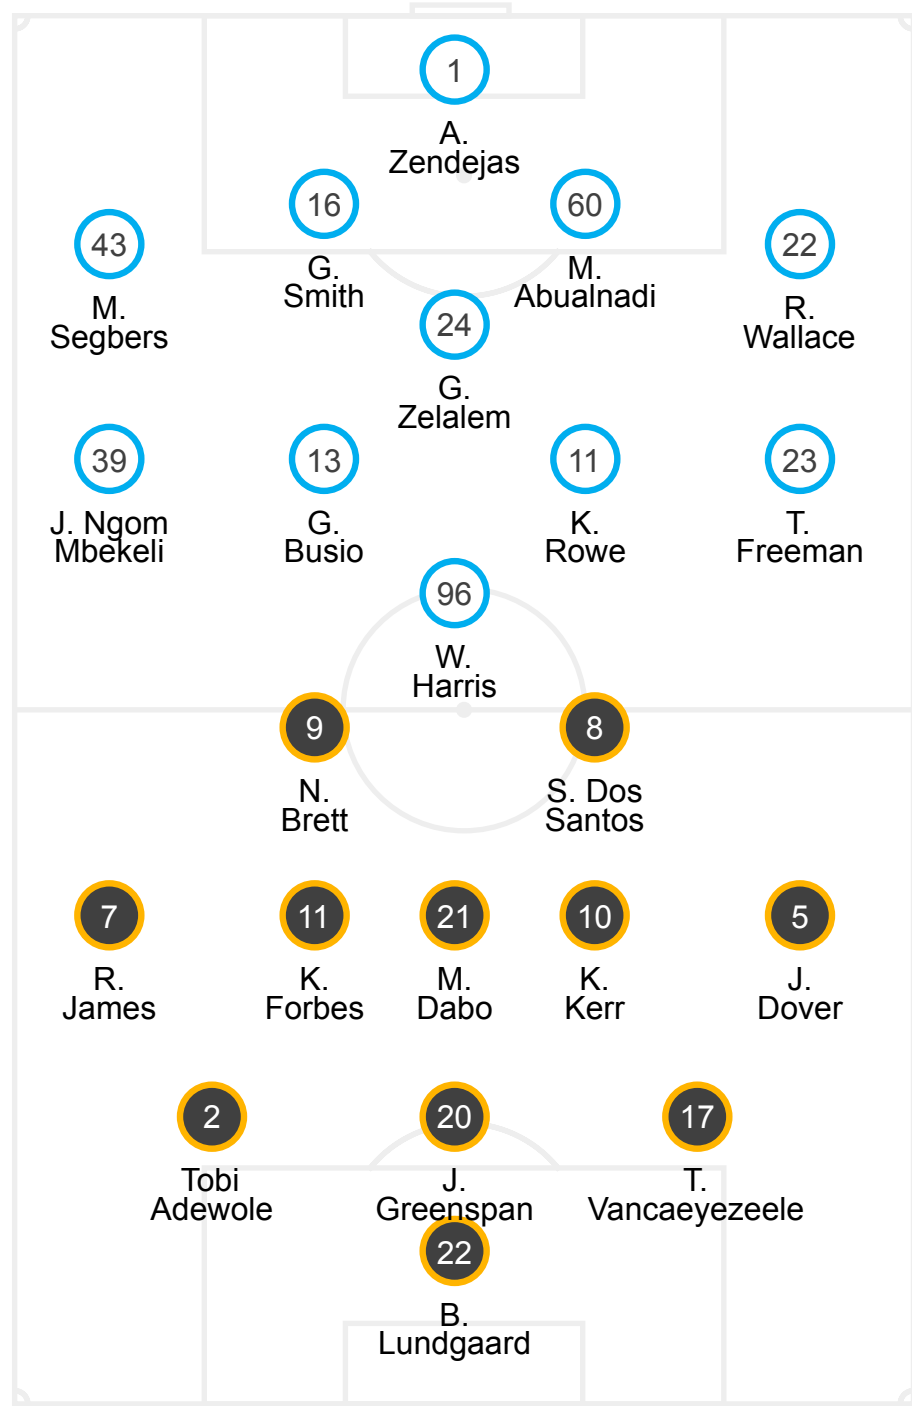 1
A.
Zendejas
16
G.
Smith
60
M.
Abualnadi
43
M.
Segbers
22
R.
Wallace
24
G.
Zelalem
39
J. Ngom
Mbekeli
13
G.
Busio
11
K.
Rowe
23
T.
Freeman
96
W.
Harris
9
N.
Brett
8
S. Dos
Santos
7
R.
James
11
K.
Forbes
21
M.
Dabo
10
K.
Kerr
5
J.
Dover
2
Tobi
Adewole
20
J.
Greenspan
17
T.
Vancaeyezeele
22
B.
Lundgaard